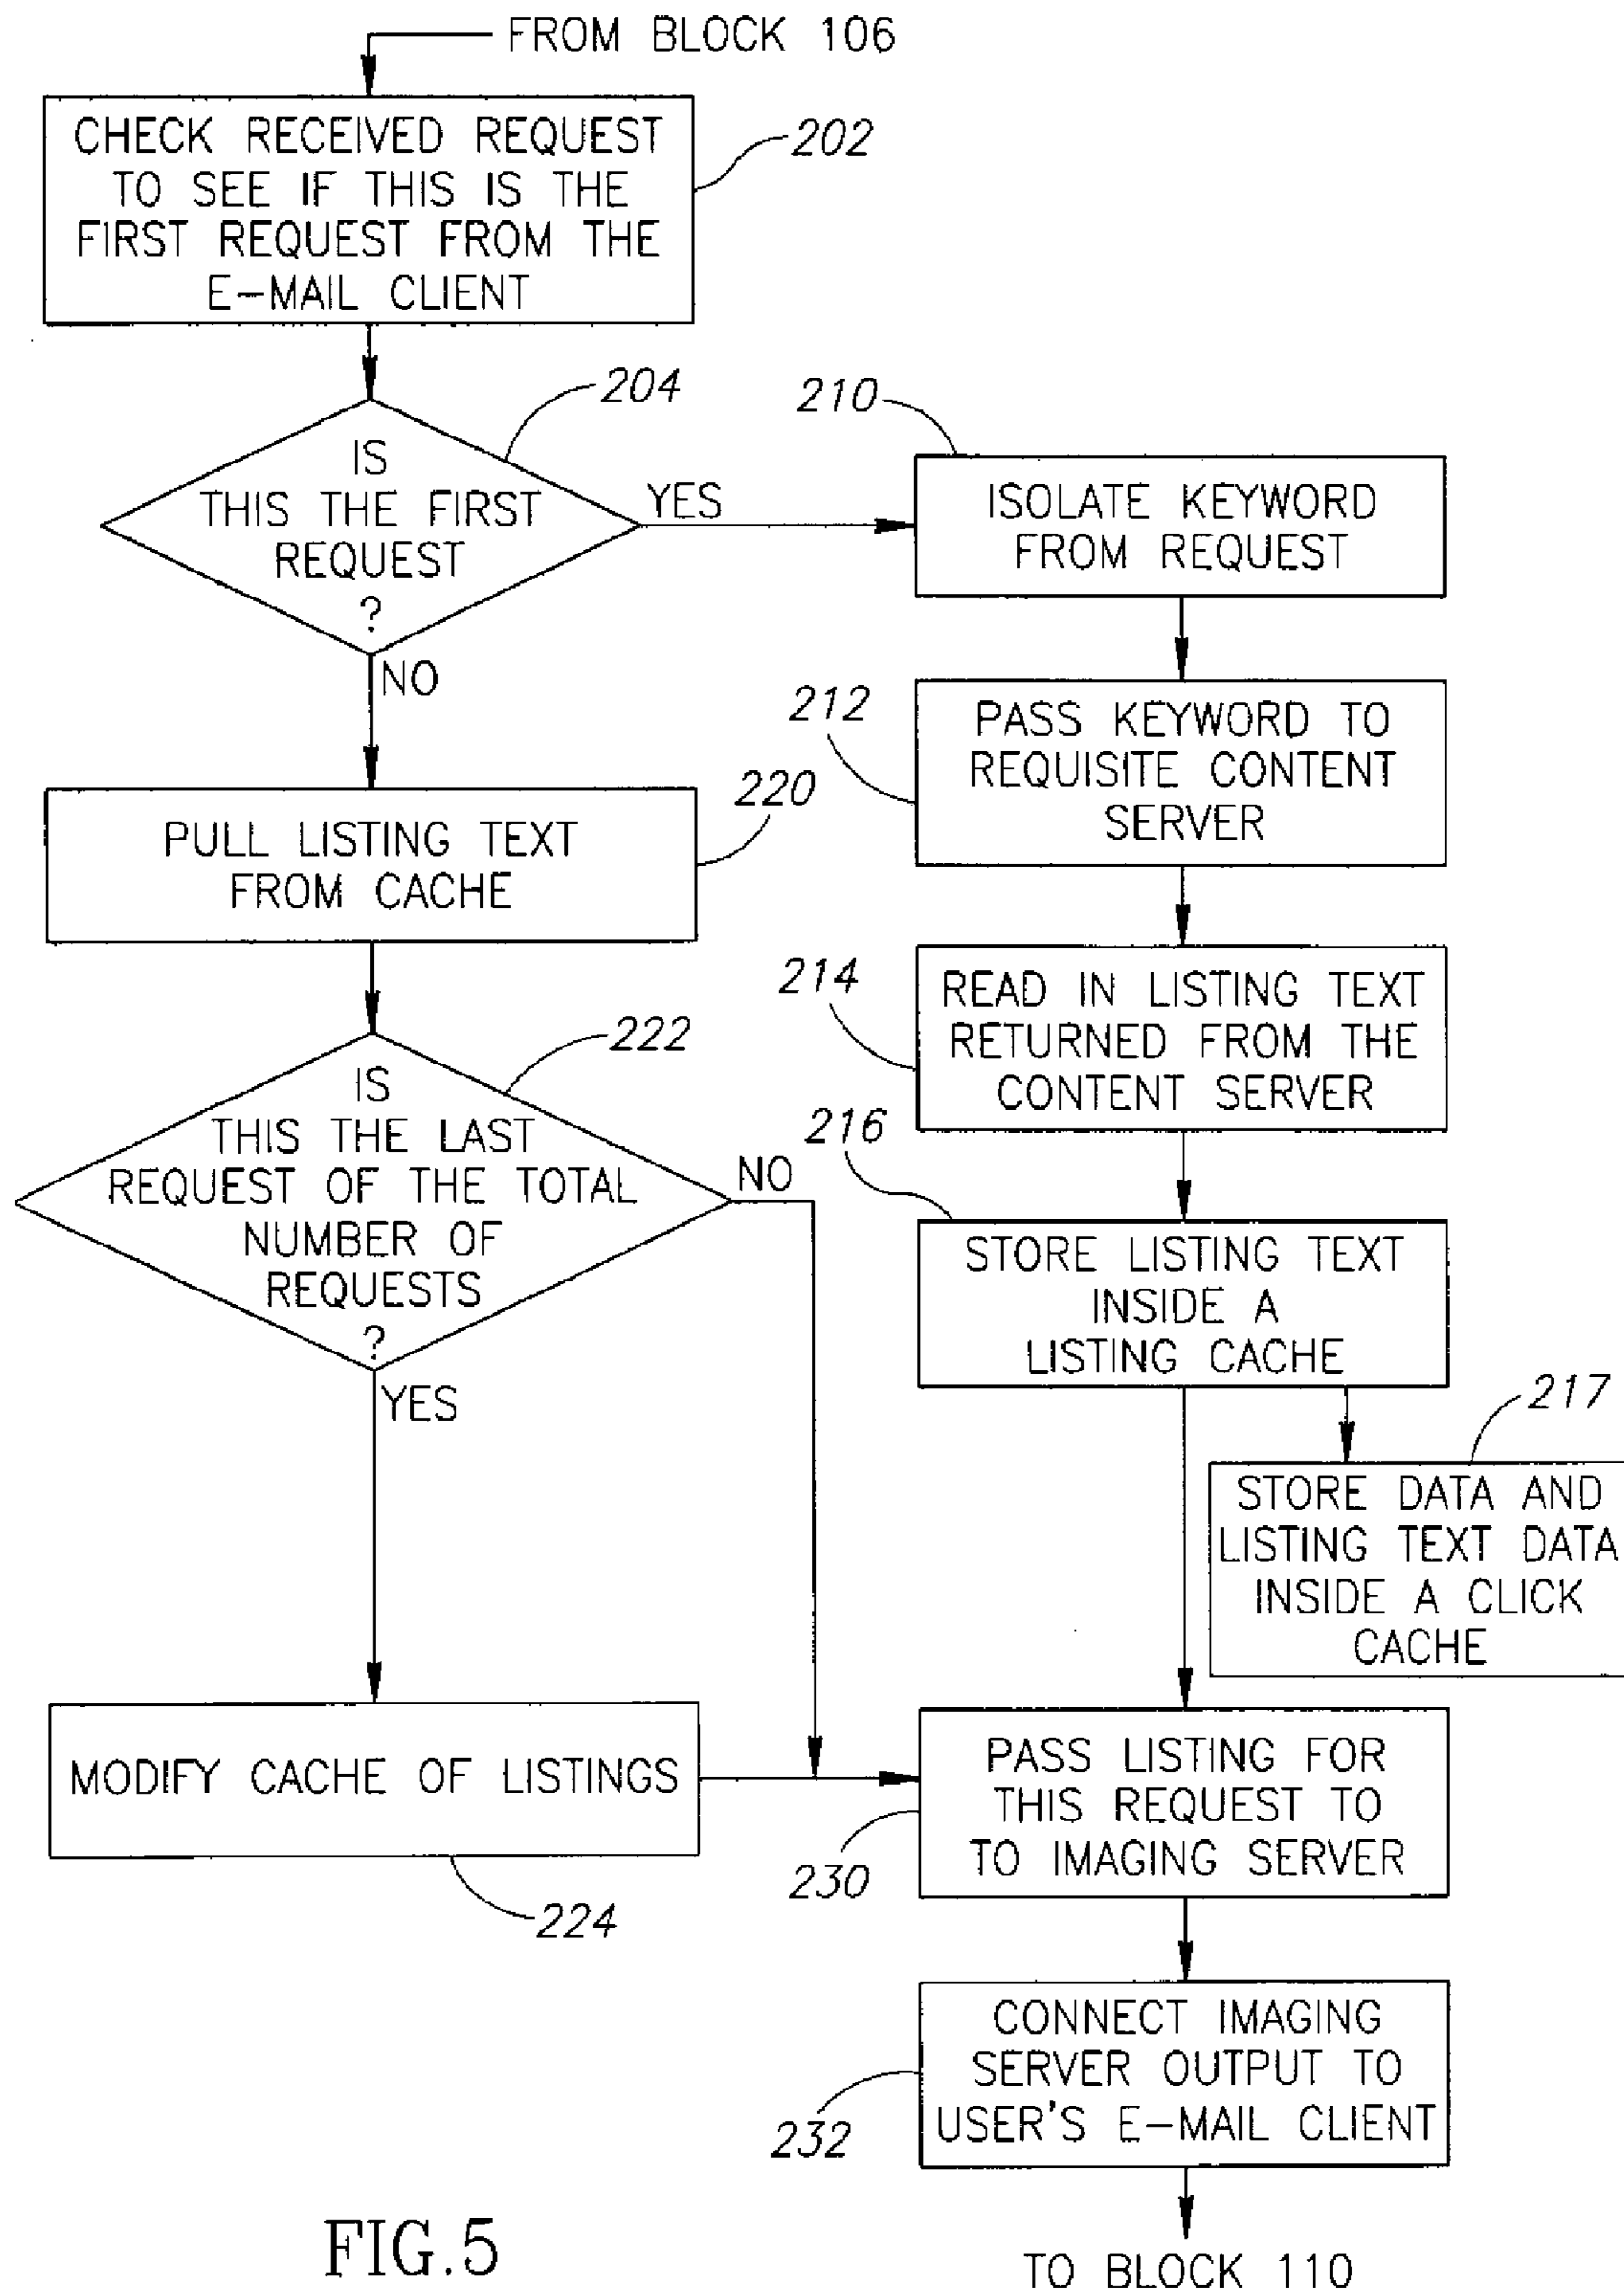 FROM BLOCK 106
CHECK RECEIVED REQUEST
TO SEE IF THIS IS THE
FIRST REQUEST FROM THE
E-MAIL CLIENT
202
204
IS
THIS THE FIRST
REQUEST
?
YES
NO
210
ISOLATE KEYWORD
FROM REQUEST
212
PASS KEYWORD TO
REQUISITE CONTENT
SERVER
220
PULL LISTING TEXT
FROM CACHE
214
READ IN LISTING TEXT
RETURNED FROM THE
CONTENT SERVER
222
IS
THIS THE LAST
REQUEST OF THE TOTAL
NUMBER OF
REQUESTS
?
NO
YES
216
STORE LISTING TEXT
INSIDE A
LISTING CACHE
217
STORE DATA AND
LISTING TEXT DATA
INSIDE A CLICK
CACHE
MODIFY CACHE OF LISTINGS
224
PASS LISTING FOR
THIS REQUEST TO
TO IMAGING SERVER
230
CONNECT IMAGING
SERVER OUTPUT TO
USER'S E-MAIL CLIENT
232
TO BLOCK 110
FIG.5